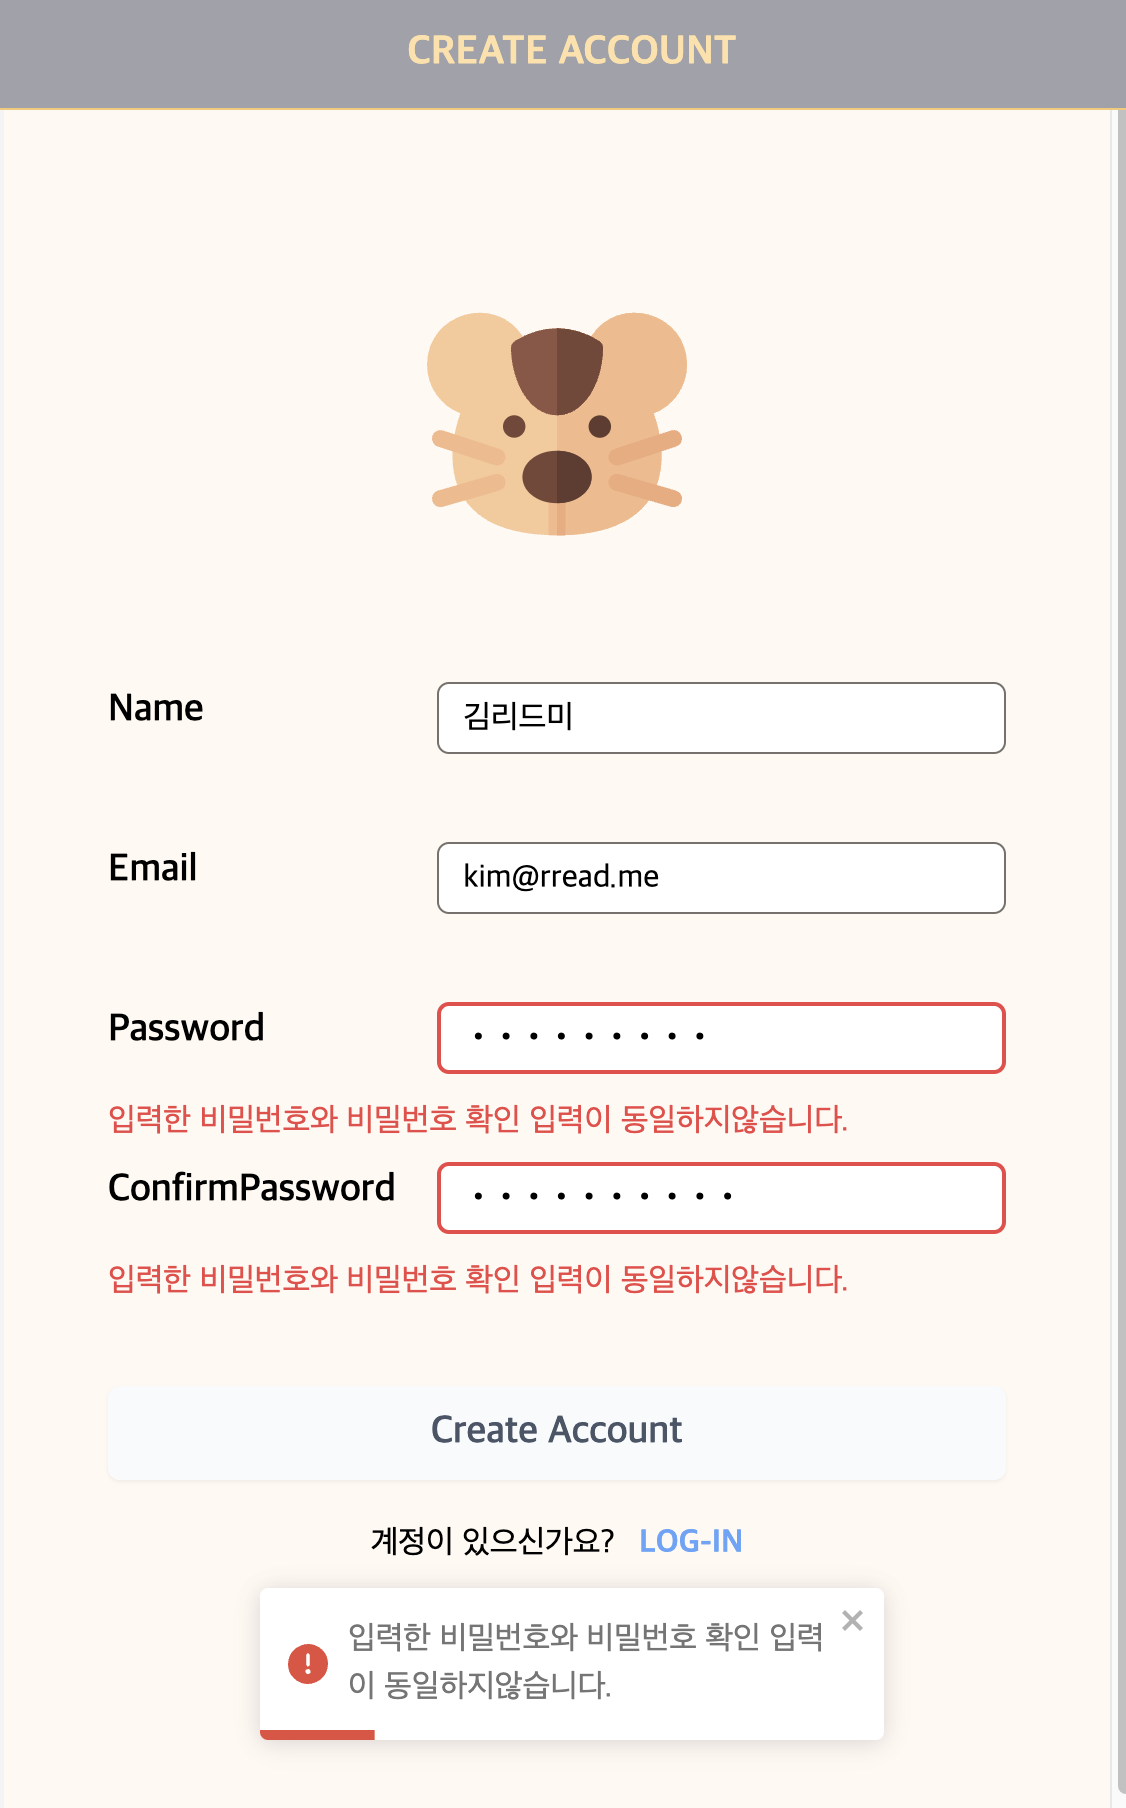 CREATE ACCOUNT
Name
김리드미
Email
kim@rread.me
Password
•••••••••
입력한 비밀번호와 비밀번호 확인 입력이 동일하지않습니다.
ConfirmPassword
••••••••••
입력한 비밀번호와 비밀번호 확인 입력이 동일하지않습니다.
Create Account
계정이 있으신가요? LOG-IN
입력한 비밀번호와 비밀번호 확인 입력
이 동일하지않습니다.